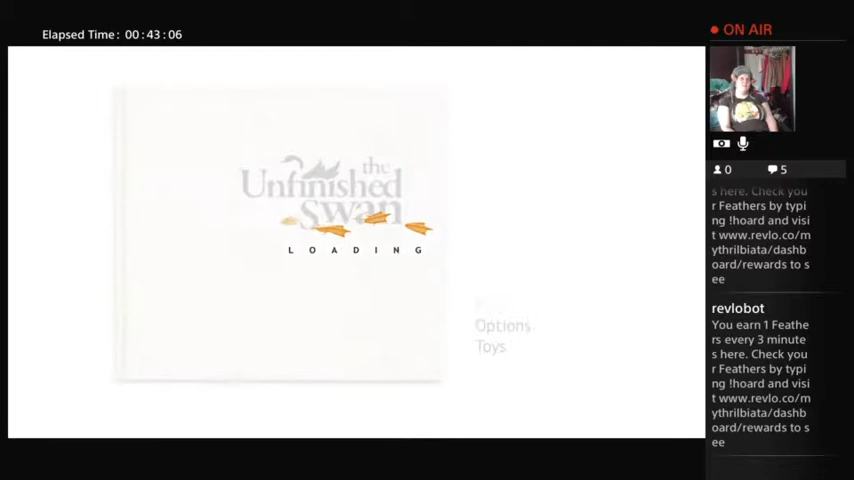 Elapsed Time: 00:43:06
ON AIR
the
Unfinished
swan
LOADING
Options
Toys
0
5
s here. Check you
r Feathers by typi
ng !hoard and visi
t www.revlo.co/m
ythrilbiata/dashb
oard/rewards to s
ee
revlobot
You earn 1 Feathe
rs every 3 minute
s here. Check you
r Feathers by typi
ng !hoard and visi
t www.revlo.co/m
ythrilbiata/dashb
oard/rewards to s
ee